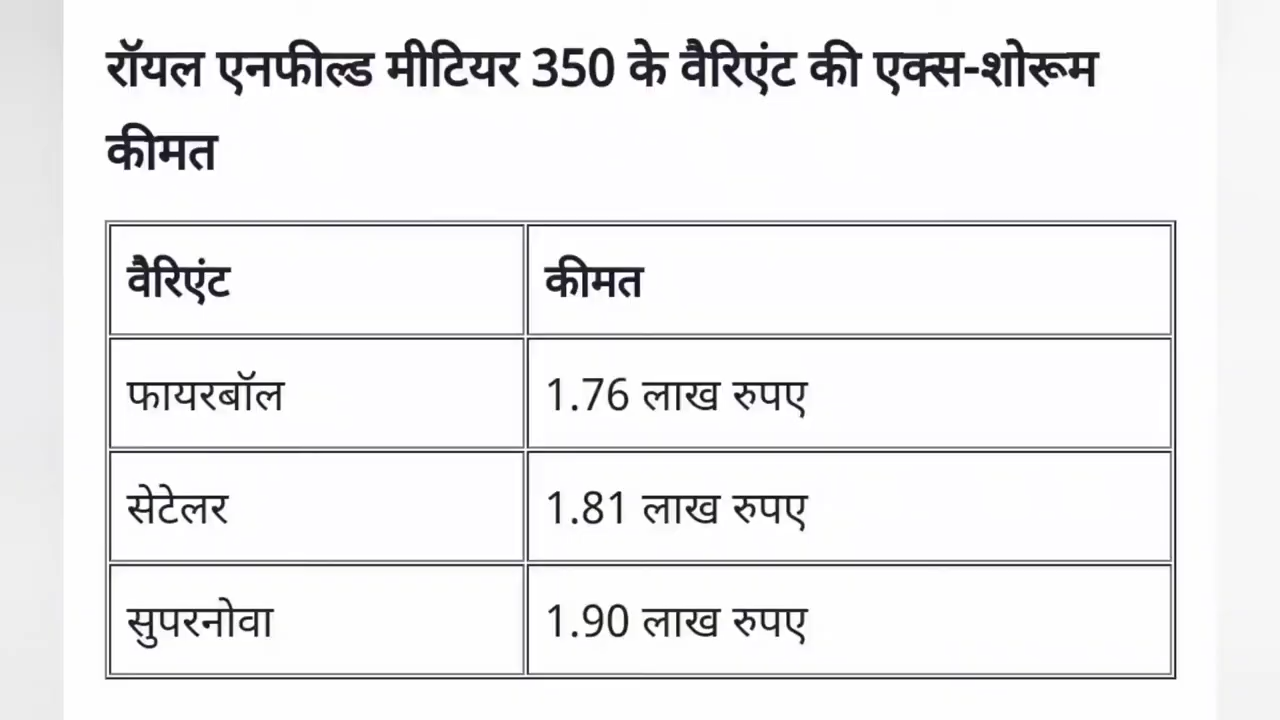 रॉयल एनफील्ड मीटियर 350 के वैरिएंट की एक्स-शोरूम
कीमत
वैरिएंट कीमत
फायरबॉल 1.76 लाख रुपए
सेटेलर 1.81 लाख रुपए
सुपरनोवा 1.90 लाख रुपए